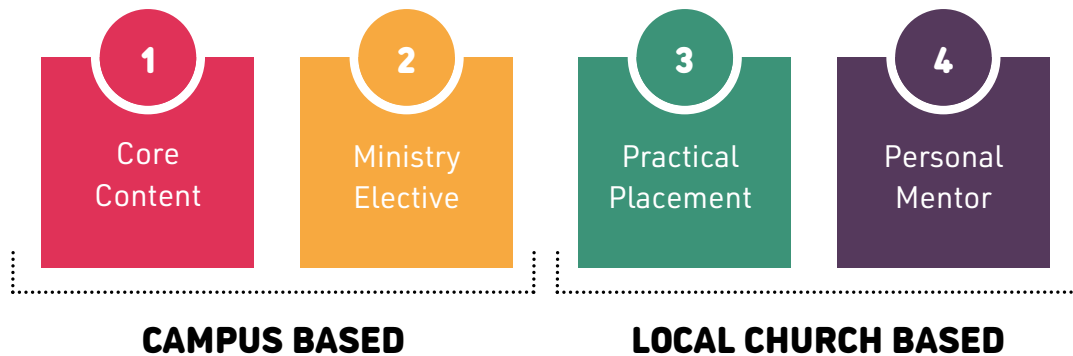 1
Core
Content
2
Ministry
Elective
3
Practical
Placement
4
Personal
Mentor
CAMPUS BASED
LOCAL CHURCH BASED